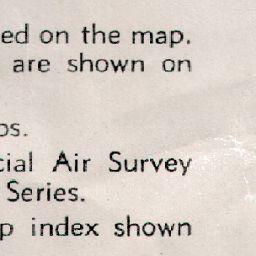 ed on the map.
are shown on
os.
cial Air Survey
Series.
p index shown